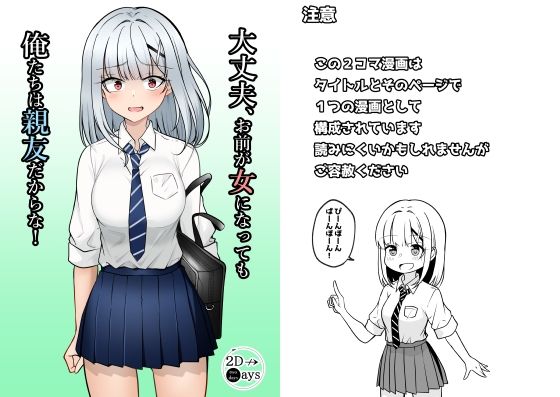 大丈夫、お前が女になっても
俺たちは親友だからな！
2D→
ays
注意
この２コマ漫画は
タイトルとそのページで
１つの漫画として
構成されています
読みにくいかもしれませんが
ご容赦ください
ぴーんぽーん
ぱーんぽーん！